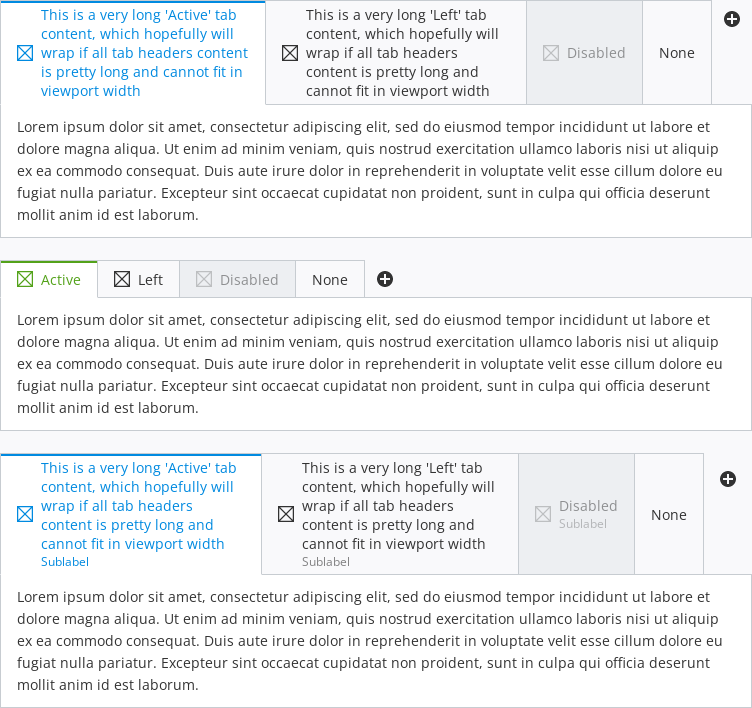 This is a very long 'Active' tab
content, which hopefully will
wrap if all tab headers content
is pretty long and cannot fit in
viewport width
This is a very long 'Left' tab
content, which hopefully will
wrap if all tab headers
content is pretty long and
cannot fit in viewport width
Disabled
None
Lorem ipsum dolor sit amet, consectetur adipiscing elit, sed do eiusmod tempor incididunt ut labore et
dolore magna aliqua. Ut enim ad minim veniam, quis nostrud exercitation ullamco laboris nisi ut aliquip
ex ea commodo consequat. Duis aute irure dolor in reprehenderit in voluptate velit esse cillum dolore eu
fugiat nulla pariatur. Excepteur sint occaecat cupidatat non proident, sunt in culpa qui officia deserunt
mollit anim id est laborum.
Active
Left
Disabled
None
Lorem ipsum dolor sit amet, consectetur adipiscing elit, sed do eiusmod tempor incididunt ut labore et
dolore magna aliqua. Ut enim ad minim veniam, quis nostrud exercitation ullamco laboris nisi ut aliquip
ex ea commodo consequat. Duis aute irure dolor in reprehenderit in voluptate velit esse cillum dolore eu
fugiat nulla pariatur. Excepteur sint occaecat cupidatat non proident, sunt in culpa qui officia deserunt
mollit anim id est laborum.
This is a very long 'Active' tab
content, which hopefully will
wrap if all tab headers
content is pretty long and
cannot fit in viewport width
Sublabel
This is a very long 'Left' tab
content, which hopefully will
wrap if all tab headers
content is pretty long and
cannot fit in viewport width
Sublabel
Disabled
Sublabel
None
Lorem ipsum dolor sit amet, consectetur adipiscing elit, sed do eiusmod tempor incididunt ut labore et
dolore magna aliqua. Ut enim ad minim veniam, quis nostrud exercitation ullamco laboris nisi ut aliquip
ex ea commodo consequat. Duis aute irure dolor in reprehenderit in voluptate velit esse cillum dolore eu
fugiat nulla pariatur. Excepteur sint occaecat cupidatat non proident, sunt in culpa qui officia deserunt
mollit anim id est laborum.